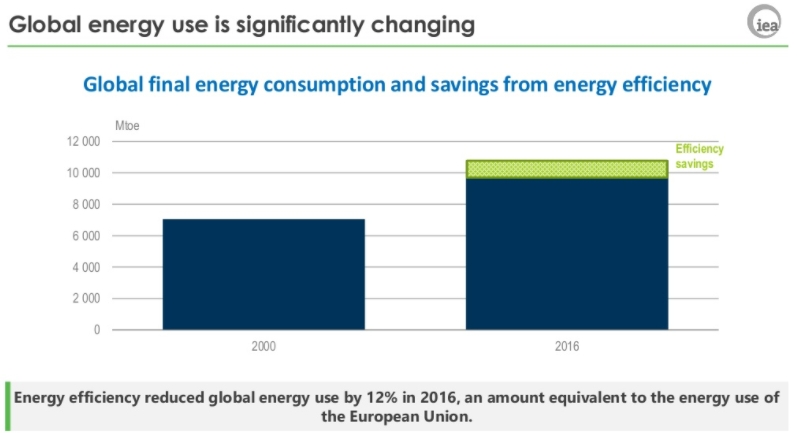 Global energy use is significantly changing
iea
Global final energy consumption and savings from energy efficiency
Mtoe
12 000
10 000
8 000
6 000
4 000
2 000
0
Efficiency
savings
2000
2016
Energy efficiency reduced global energy use by 12% in 2016, an amount equivalent to the energy use of
the European Union.